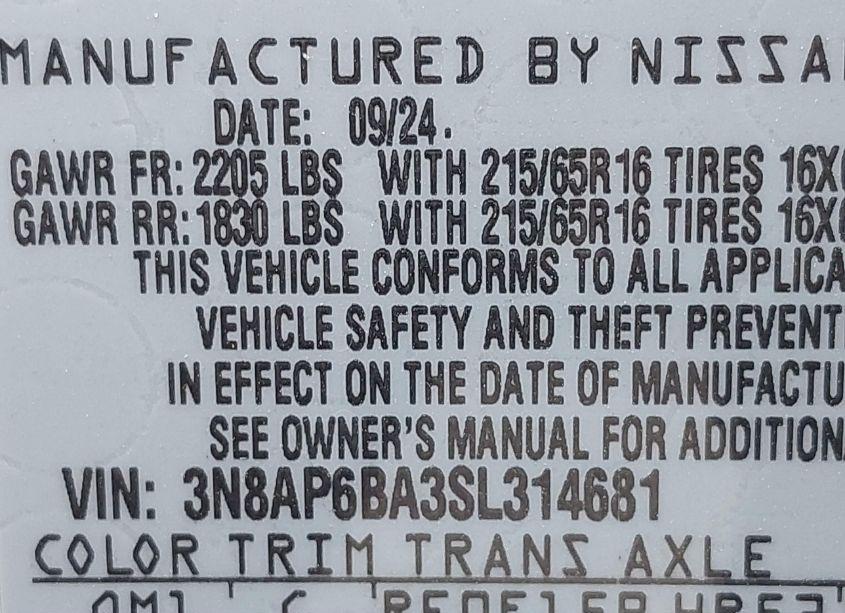 MANUFACTURED BY NISSA
DATE: 09/24.
GAWR FR: 2205 LBS WITH 215/65R16 TIRES 16X
GAWR RR: 1830 LBS WITH 215/65R16 TIRES 16X
THIS VEHICLE CONFORMS TO ALL APPLICA
VEHICLE SAFETY AND THEFT PREVENT
IN EFFECT ON THE DATE OF MANUFACTU
SEE OWNER'S MANUAL FOR ADDITION
VIN: 3N8AP6BA3SL314681
COLOR TRIM TRANS AXLE